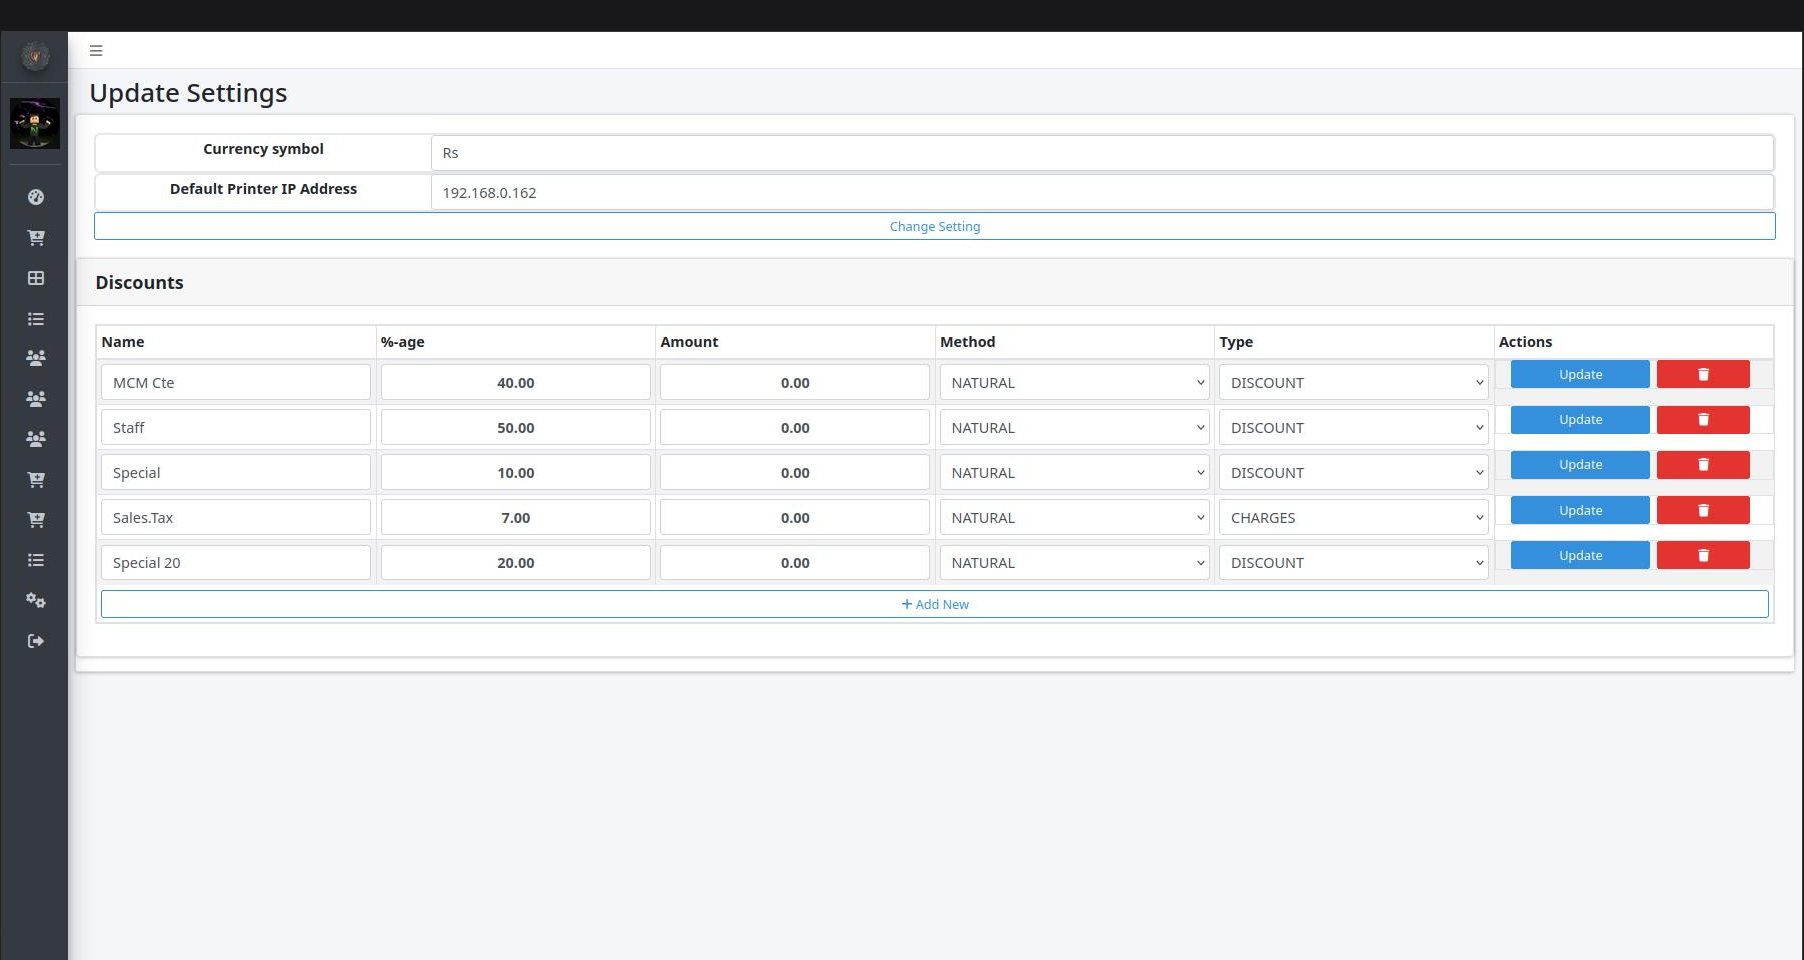 Update Settings
Currency symbol Rs
Default Printer IP Address 192.168.0.162
Change Setting
Discounts
Name %-age Amount Method Type Actions
MCM Cte 40.00 0.00 NATURAL DISCOUNT Update
Staff 50.00 0.00 NATURAL DISCOUNT Update
Special 10.00 0.00 NATURAL DISCOUNT Update
Sales.Tax 7.00 0.00 NATURAL CHARGES Update
Special 20 20.00 0.00 NATURAL DISCOUNT Update
+ Add New